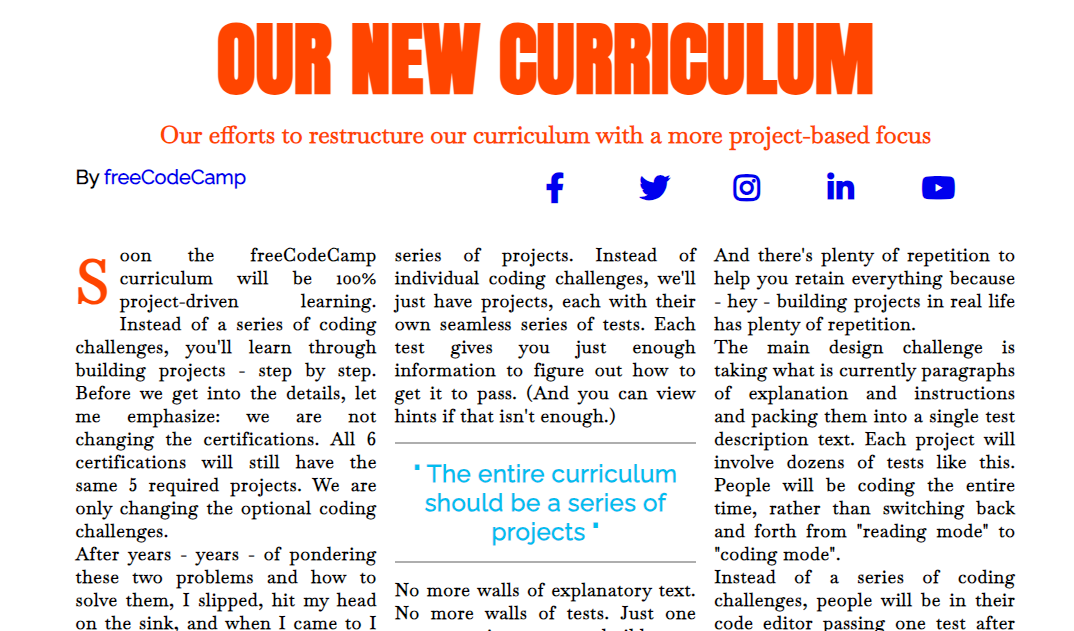 OUR NEW CURRICULUM
Our efforts to restructure our curriculum with a more project-based focus
By freeCodeCamp
Soon the freeCodeCamp
curriculum will be 100%
project-driven learning.
Instead of a series of coding
challenges, you'll learn through
building projects - step by step.
Before we get into the details, let
me emphasize: we are not
changing the certifications. All 6
certifications will still have the
same 5 required projects. We are
only changing the optional coding
challenges.
After years - years - of pondering
these two problems and how to
solve them, I slipped, hit my head
on the sink, and when I came to I
series of projects. Instead of
individual coding challenges, we'll
just have projects, each with their
own seamless series of tests. Each
test gives you just enough
information to figure out how to
get it to pass. (And you can view
hints if that isn't enough.)
" The entire curriculum
should be a series of
projects "
No more walls of explanatory text.
No more walls of tests. Just one
And there's plenty of repetition to
help you retain everything because
- hey - building projects in real life
has plenty of repetition.
The main design challenge is
taking what is currently paragraphs
of explanation and instructions
and packing them into a single test
description text. Each project will
involve dozens of tests like this.
People will be coding the entire
time, rather than switching back
and forth from "reading mode" to
"coding mode".
Instead of a series of coding
challenges, people will be in their
code editor passing one test after